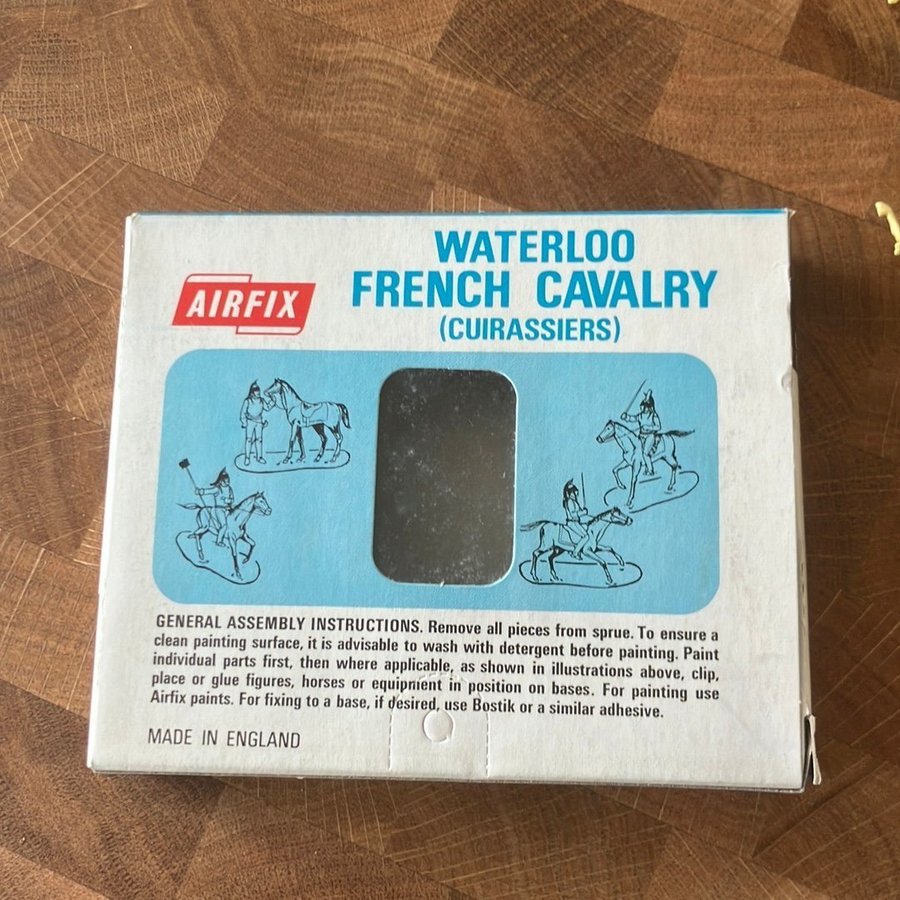 WATERLOO
FRENCH CAVALRY
(CUIRASSIERS)
AIRFIX
GENERAL ASSEMBLY INSTRUCTIONS. Remove all pieces from sprue. To ensure a
clean painting surface, it is advisable to wash with detergent before painting. Paint
individual parts first, then where applicable, as shown in illustrations above, clip,
place or glue figures, horses or equipment in position on bases. For painting use
Airfix paints. For fixing to a base, if desired, use Bostik or a similar adhesive.
MADE IN ENGLAND